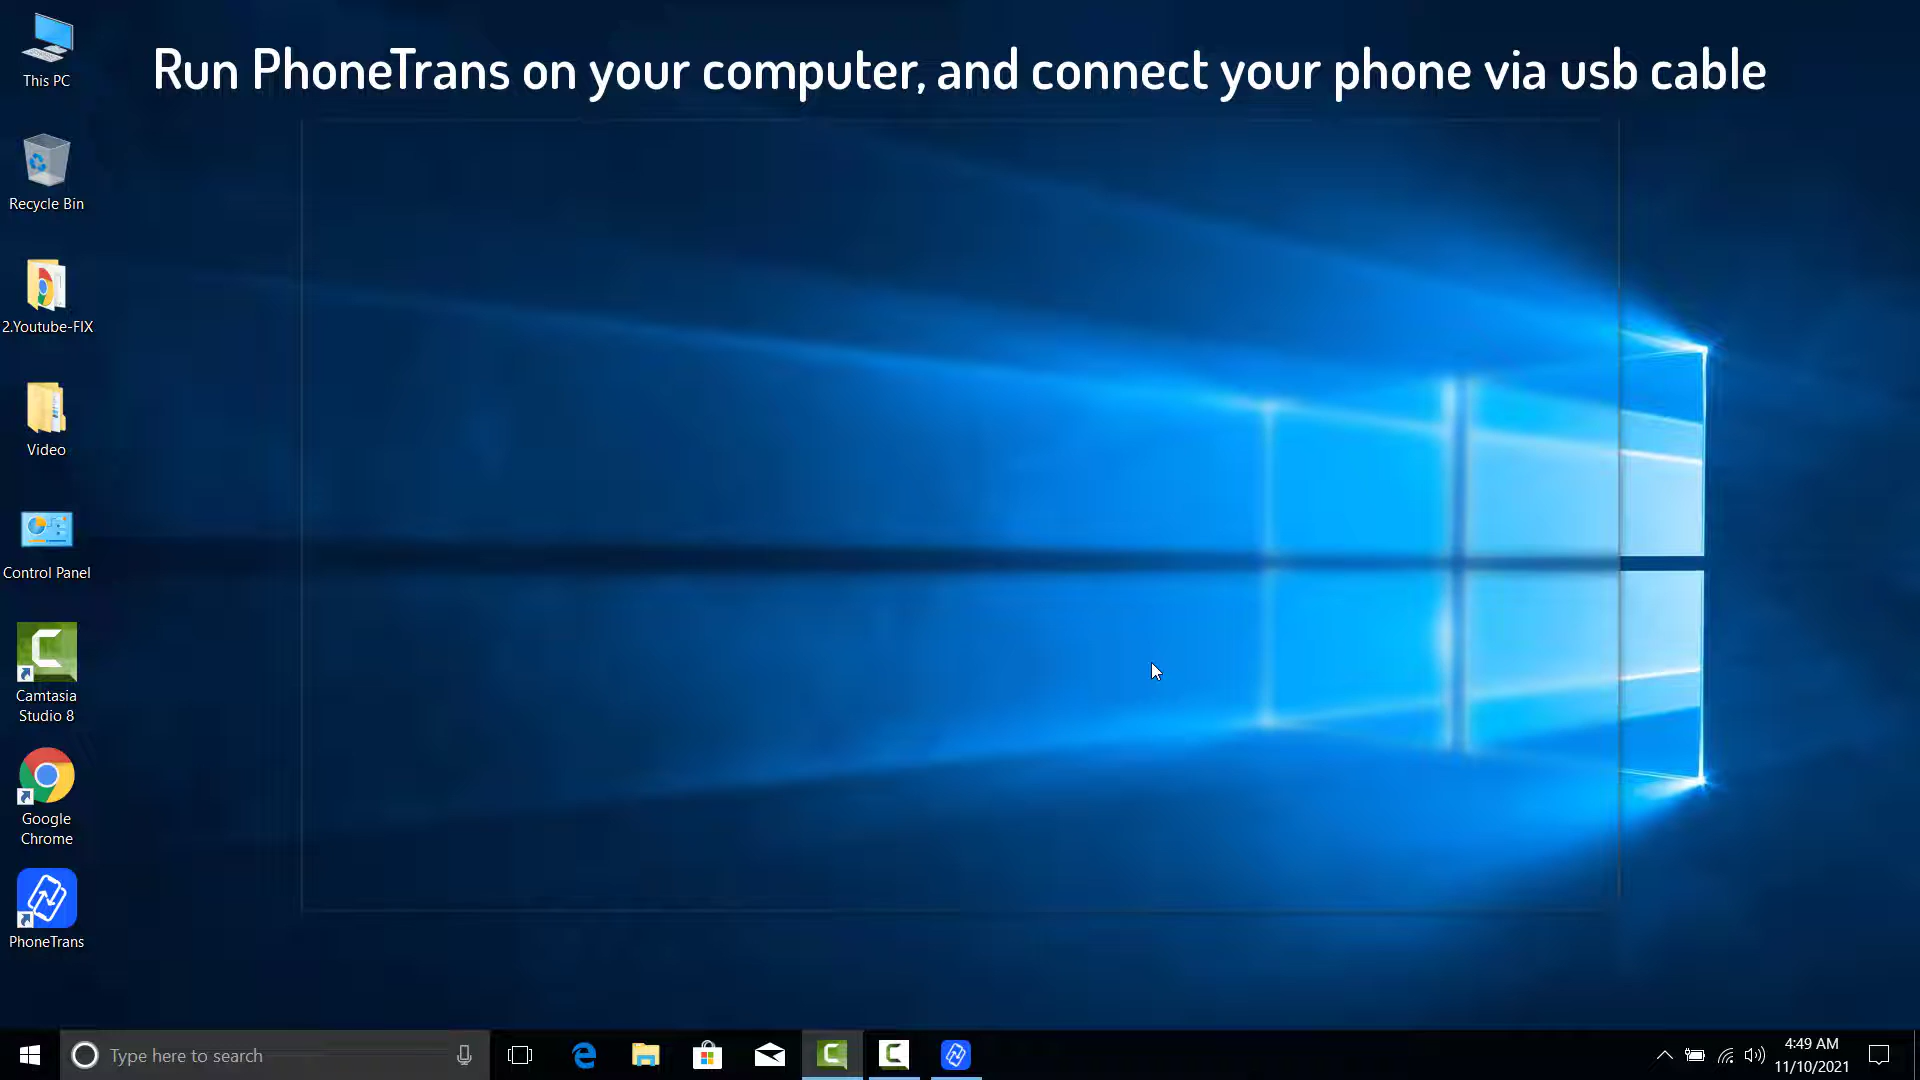 Run PhoneTrans on your computer, and connect your phone via usb cable
This PC
Recycle Bin
2.Youtube-FIX
Video
Control Panel
Camtasia
Studio 8
Google
Chrome
PhoneTrans
Type here to search
4:49 AM
11/10/2021